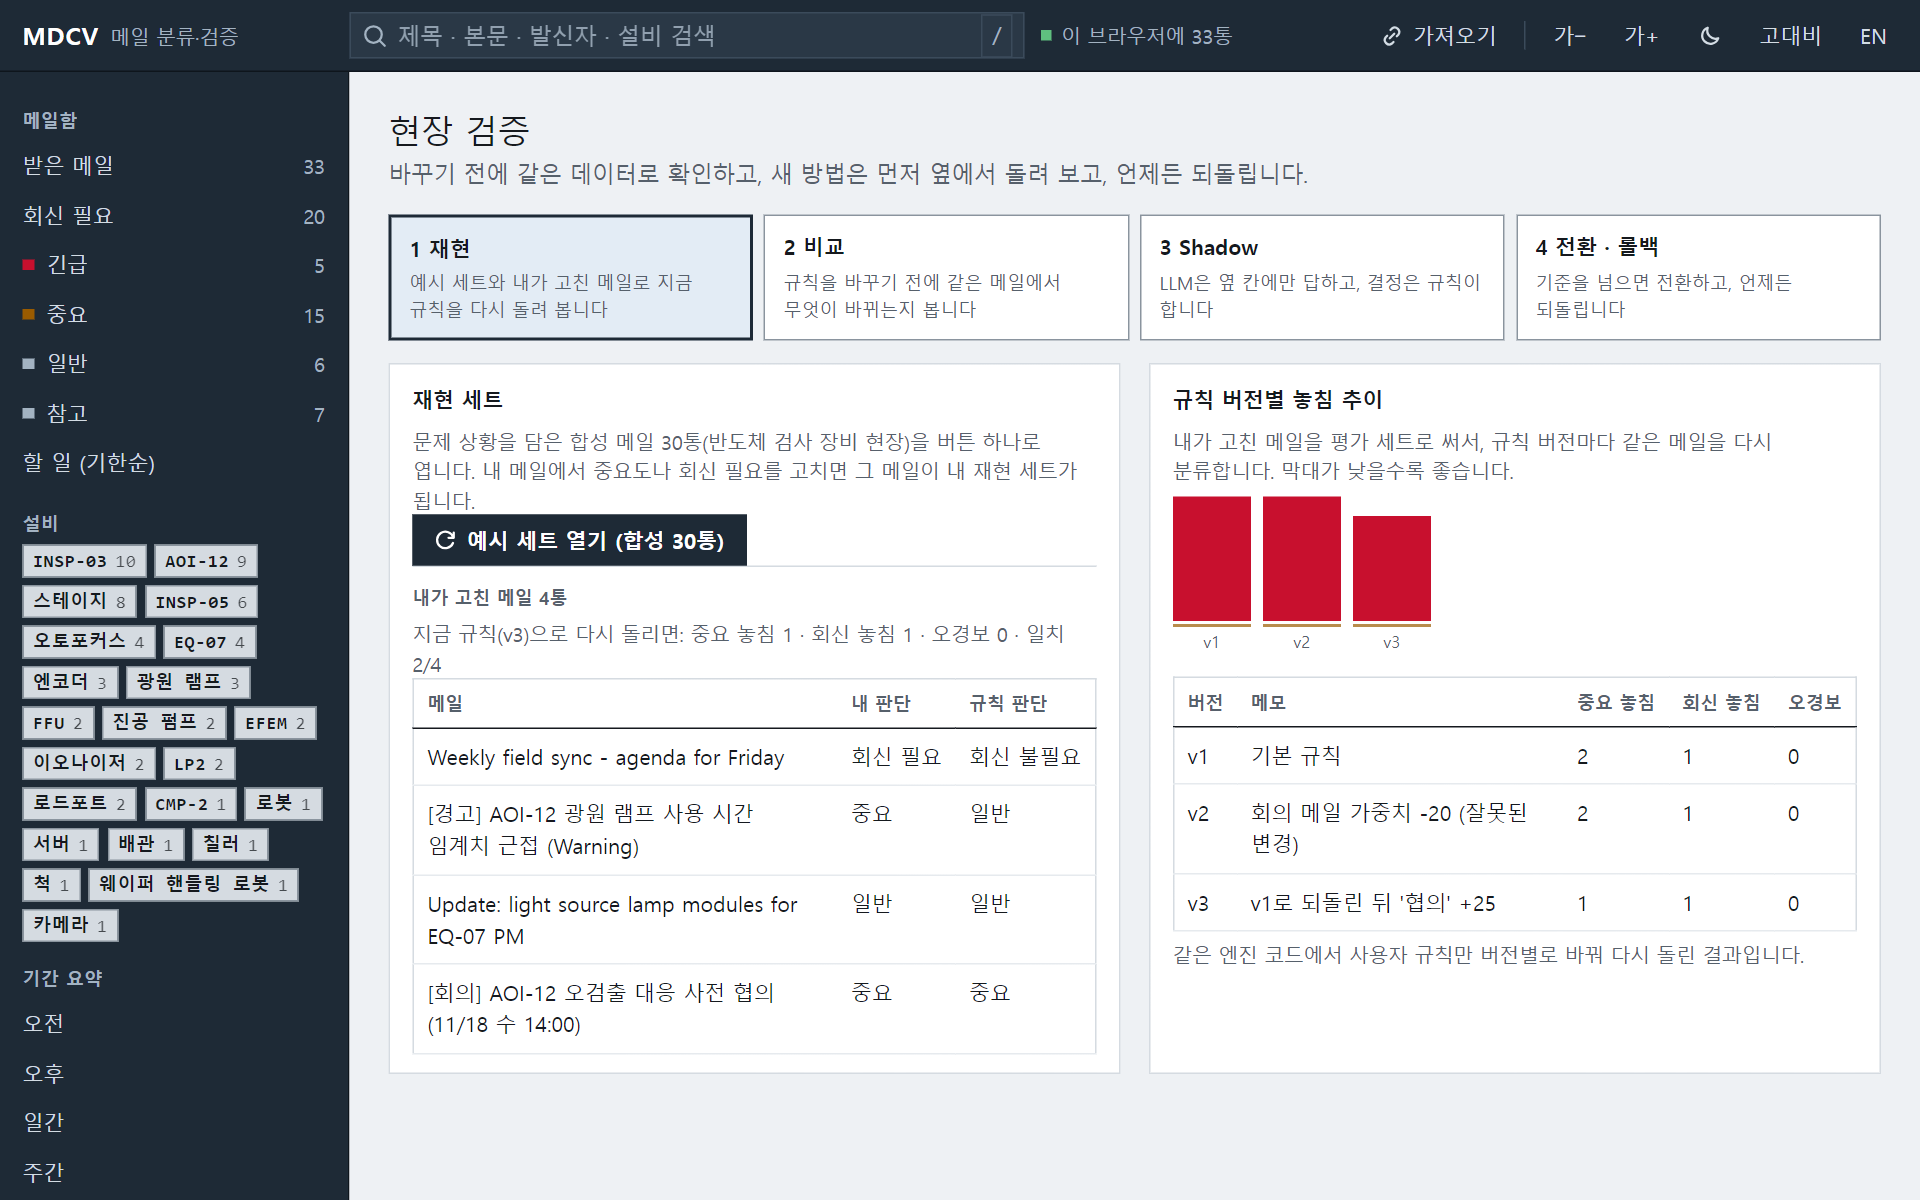 MDCV 메일 분류·검증
제목 · 본문 · 발신자 · 설비 검색 /
이 브라우저에 33통
가져오기
가−
가+
고대비
EN
메일함
받은 메일 33
회신 필요 20
긴급 5
중요 15
일반 6
참고 7
할 일 (기한순)
설비
INSP-03 10 AOI-12 9
스테이지 8 INSP-05 6
오토포커스 4 EQ-07 4
엔코더 3 광원 램프 3
FFU 2 진공 펌프 2 EFEM 2
이오나이저 2 LP2 2
로드포트 2 CMP-2 1 로봇 1
서버 1 배관 1 칠러 1
척 1 웨이퍼 핸들링 로봇 1
카메라 1
기간 요약
오전
오후
일간
주간
현장 검증
바꾸기 전에 같은 데이터로 확인하고, 새 방법은 먼저 옆에서 돌려 보고, 언제든 되돌립니다.
1 재현
예시 세트와 내가 고친 메일로 지금
규칙을 다시 돌려 봅니다
2 비교
규칙을 바꾸기 전에 같은 메일에서
무엇이 바뀌는지 봅니다
3 Shadow
LLM은 옆 칸에만 답하고, 결정은 규칙이
합니다
4 전환 · 롤백
기준을 넘으면 전환하고, 언제든
되돌립니다
재현 세트
문제 상황을 담은 합성 메일 30통(반도체 검사 장비 현장)을 버튼 하나로
엽니다. 내 메일에서 중요도나 회신 필요를 고치면 그 메일이 내 재현 세트가
됩니다.
예시 세트 열기 (합성 30통)
내가 고친 메일 4통
지금 규칙(v3)으로 다시 돌리면: 중요 놓침 1 · 회신 놓침 1 · 오경보 0 · 일치
2/4
메일 내 판단 규칙 판단
Weekly field sync - agenda for Friday 회신 필요 회신 불필요
[경고] AOI-12 광원 램프 사용 시간 중요 일반
임계치 근접 (Warning)
Update: light source lamp modules for 일반 일반
EQ-07 PM
[회의] AOI-12 오검출 대응 사전 협의 중요 중요
(11/18 수 14:00)
규칙 버전별 놓침 추이
내가 고친 메일을 평가 세트로 써서, 규칙 버전마다 같은 메일을 다시
분류합니다. 막대가 낮을수록 좋습니다.
v1 v2 v3
버전 메모 중요 놓침 회신 놓침 오경보
v1 기본 규칙 2 1 0
v2 회의 메일 가중치 -20 (잘못된 2 1 0
변경)
v3 v1로 되돌린 뒤 '협의' +25 1 1 0
같은 엔진 코드에서 사용자 규칙만 버전별로 바꿔 다시 돌린 결과입니다.